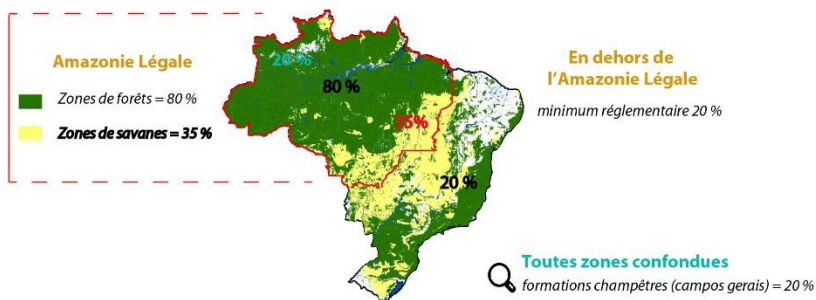 Amazonie Légale
Zones de forêts = 80 %
Zones de savanes = 35 %
20 %
80 %
35%
20 %
En dehors de
l'Amazonie Légale
minimum réglementaire 20 %
Toutes zones confondues
formations champêtres (campos gerais) = 20 %